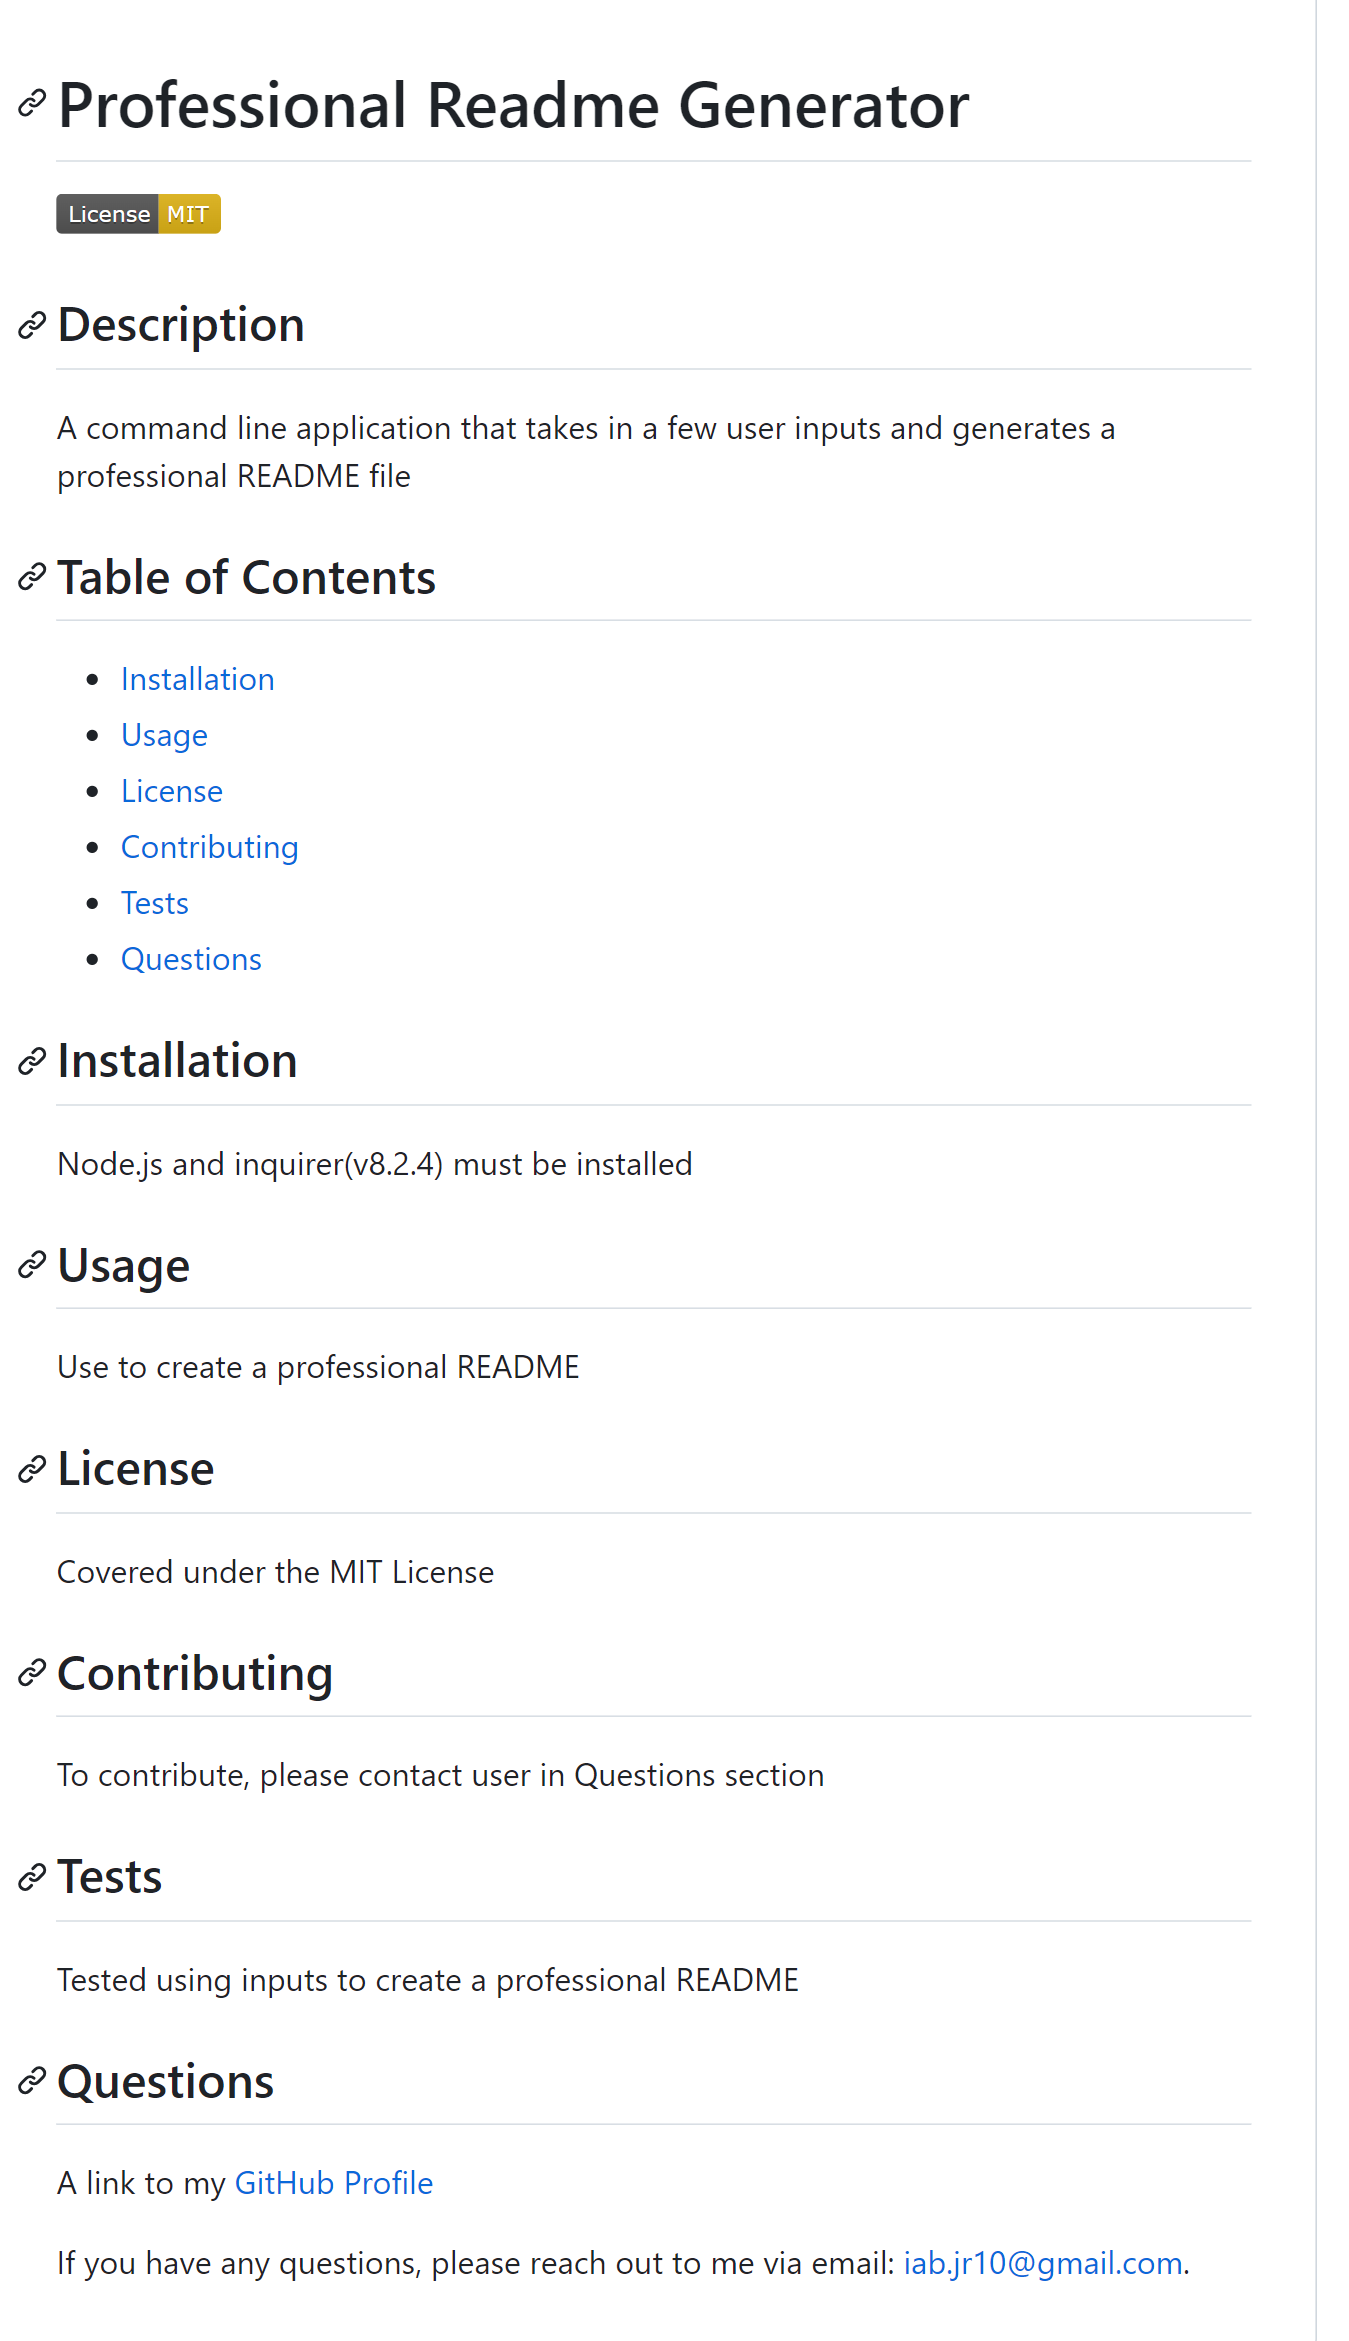 Professional Readme Generator
License MIT
Description
A command line application that takes in a few user inputs and generates a
professional README file
Table of Contents
Installation
Usage
License
Contributing
Tests
Questions
Installation
Node.js and inquirer(v8.2.4) must be installed
Usage
Use to create a professional README
License
Covered under the MIT License
Contributing
To contribute, please contact user in Questions section
Tests
Tested using inputs to create a professional README
Questions
A link to my GitHub Profile
If you have any questions, please reach out to me via email: iab.jr10@gmail.com.